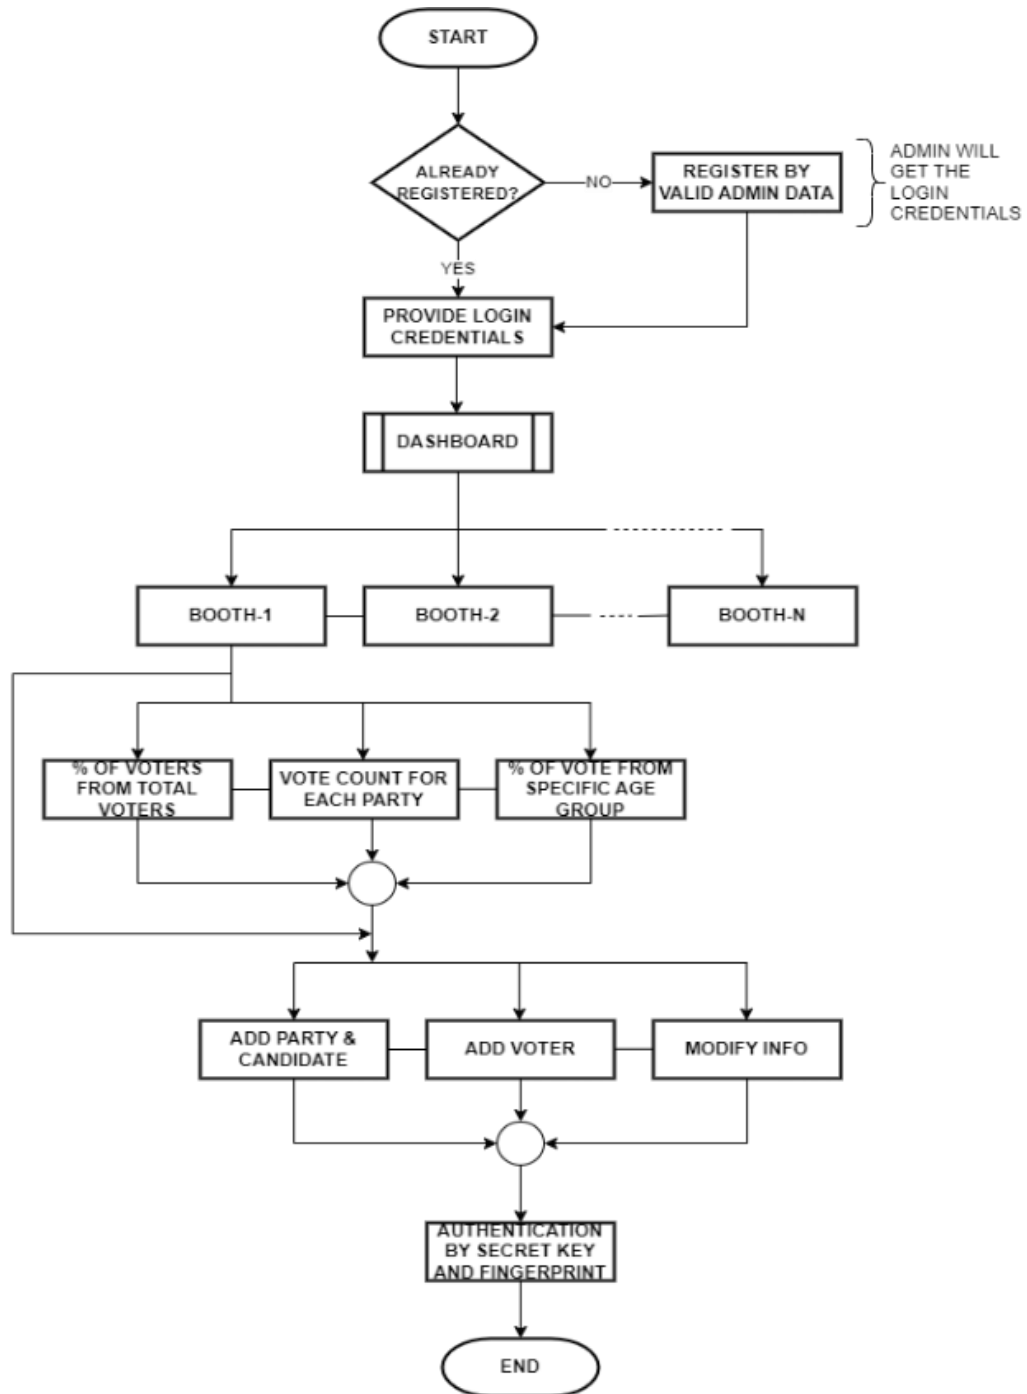 START
ALREADY
REGISTERED?
NO
REGISTER BY
VALID ADMIN DATA
ADMIN WILL
GET THE
LOGIN
CREDENTIALS
YES
PROVIDE LOGIN
CREDENTIALS
DASHBOARD
BOOTH-1
BOOTH-2
BOOTH-N
% OF VOTERS
FROM TOTAL
VOTERS
VOTE COUNT FOR
EACH PARTY
% OF VOTE FROM
SPECIFIC AGE
GROUP
ADD PARTY &
CANDIDATE
ADD VOTER
MODIFY INFO
AUTHENTICATION
BY SECRET KEY
AND FINGERPRINT
END